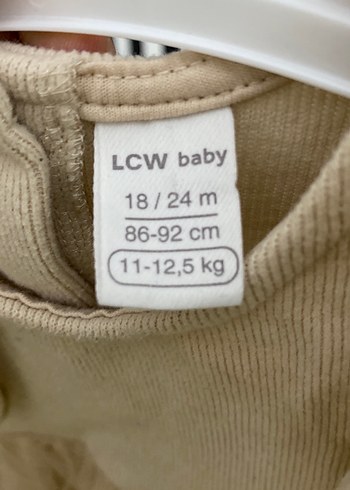 LCW baby
18 / 24 m
86-92 cm
11-12,5 kg